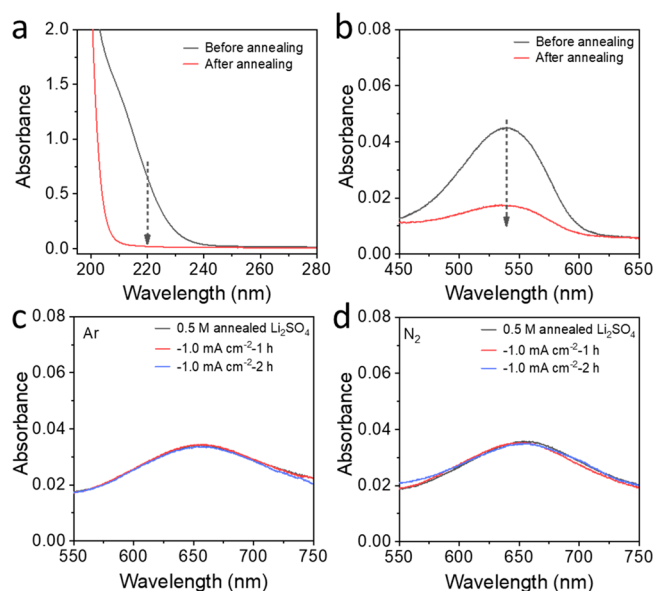 a
2.0
1.5
1.0
0.5
0.0
Absorbance
Before annealing
After annealing
200 220 240 260 280
Wavelength (nm)
b
0.08
0.06
0.04
0.02
0.00
Absorbance
Before annealing
After annealing
450 500 550 600 650
Wavelength (nm)
c
0.08
0.06
0.04
0.02
0.00
Absorbance
Ar
0.5 M annealed Li₂SO₄
-1.0 mA cm⁻²-1 h
-1.0 mA cm⁻²-2 h
550 600 650 700 750
Wavelength (nm)
d
0.08
0.06
0.04
0.02
0.00
Absorbance
N₂
0.5 M annealed Li₂SO₄
-1.0 mA cm⁻²-1 h
-1.0 mA cm⁻²-2 h
550 600 650 700 750
Wavelength (nm)